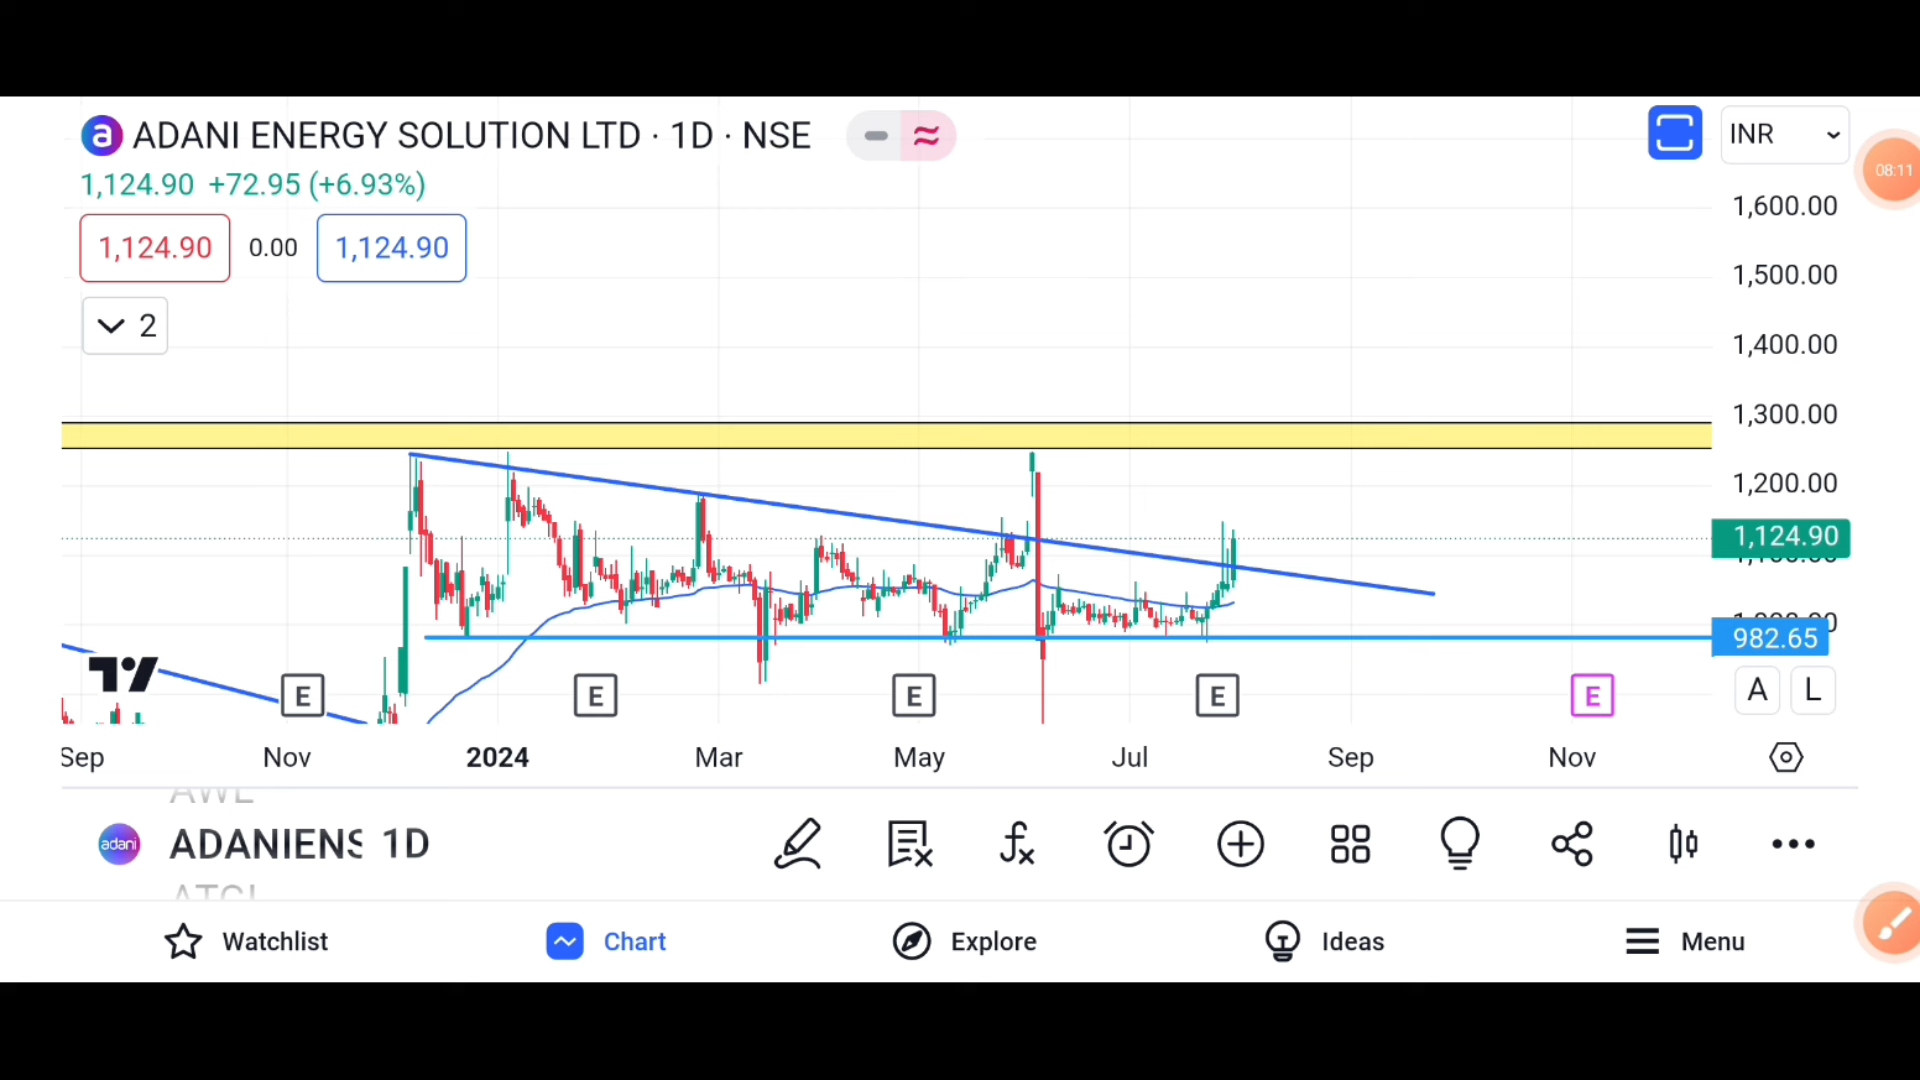 a ADANI ENERGY SOLUTION LTD · 1D · NSE
INR
08:11
1,124.90 +72.95 (+6.93%)
1,124.90 0.00 1,124.90
2
1,600.00
1,500.00
1,400.00
1,300.00
1,200.00
1,124.90
982.65
E E E E E
A L
Sep Nov 2024 Mar May Jul Sep Nov
AWL
adani ADANIENS 1D
ATGL
Watchlist Chart Explore Ideas Menu